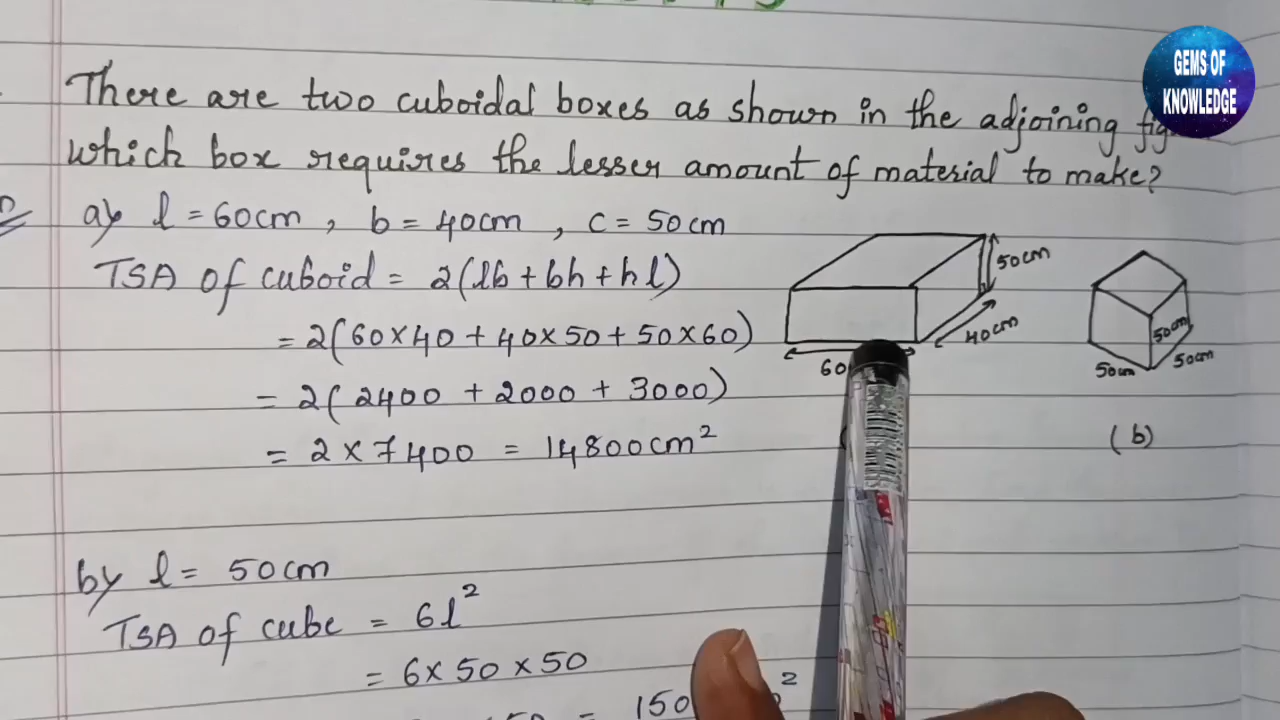 GEMS OF
KNOWLEDGE
There are two cuboidal boxes as shown in the adjoining
which box requires the lesser amount of material to make?
a) l = 60cm , b = 40cm , c = 50cm
TSA of cuboid = 2(lb + bh + hl)
= 2(60×40 + 40×50 + 50×60)
= 2(2400 + 2000 + 3000)
= 2 × 7400 = 14800cm²
50cm
40cm
60
50cm
50cm
50cm
(b)
b) l = 50cm
TSA of cube = 6l²
= 6×50×50